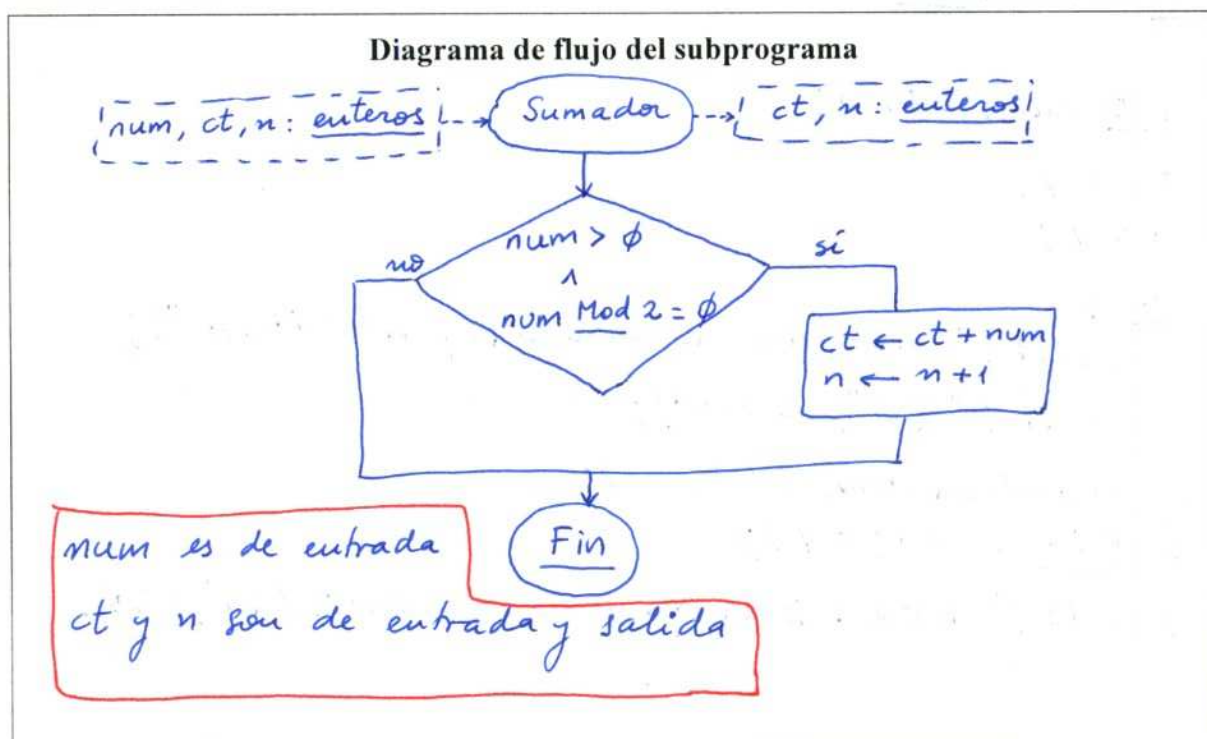 Diagrama de flujo del subprograma
num, ct, n: enteros
Sumador
ct, n: enteros
num > ϕ
no
sí
∧
num Mod 2 = ϕ
ct ← ct + num
n ← n + 1
Fin
num es de entrada
ct y n son de entrada y salida